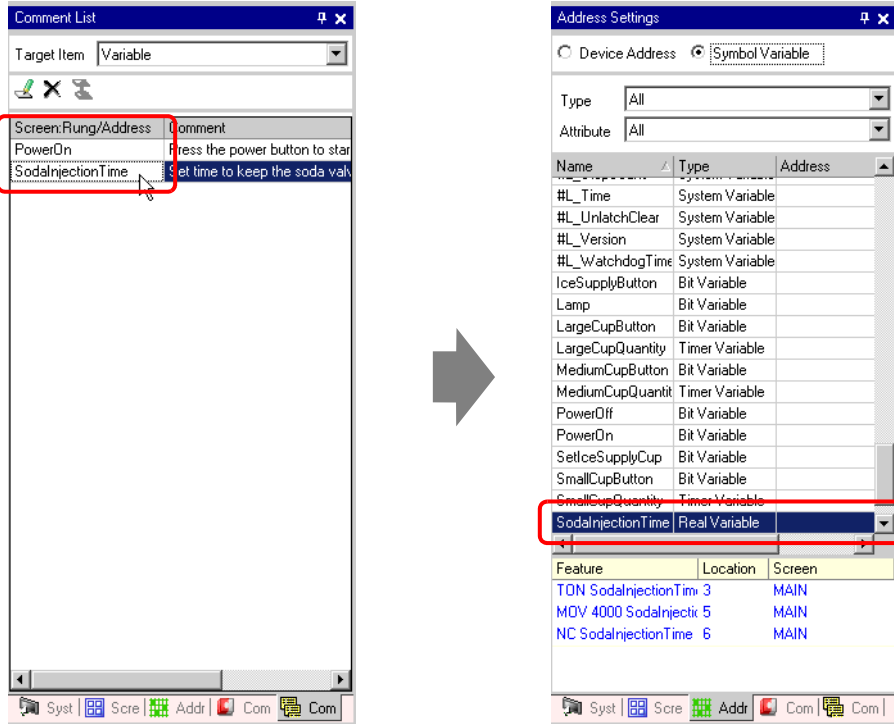 Comment List
Target Item Variable
Screen:Rung/Address Comment
PowerOn Press the power button to star
SodaInjectionTime Set time to keep the soda valv
Syst Scre Addr Com Com
Address Settings
Device Address Symbol Variable
Type All
Attribute All
Name Type Address
#L_Time System Variable
#L_UnlatchClear System Variable
#L_Version System Variable
#L_WatchdogTime System Variable
IceSupplyButton Bit Variable
Lamp Bit Variable
LargeCupButton Bit Variable
LargeCupQuantity Timer Variable
MediumCupButton Bit Variable
MediumCupQuantit Timer Variable
PowerOff Bit Variable
PowerOn Bit Variable
SetIceSupplyCup Bit Variable
SmallCupButton Bit Variable
SmallCupQuantity Timer Variable
SodaInjectionTime Real Variable
Feature Location Screen
TON SodaInjectionTim 3 MAIN
MOV 4000 SodaInjecti 5 MAIN
NC SodaInjectionTime 6 MAIN
Syst Scre Addr Com Com